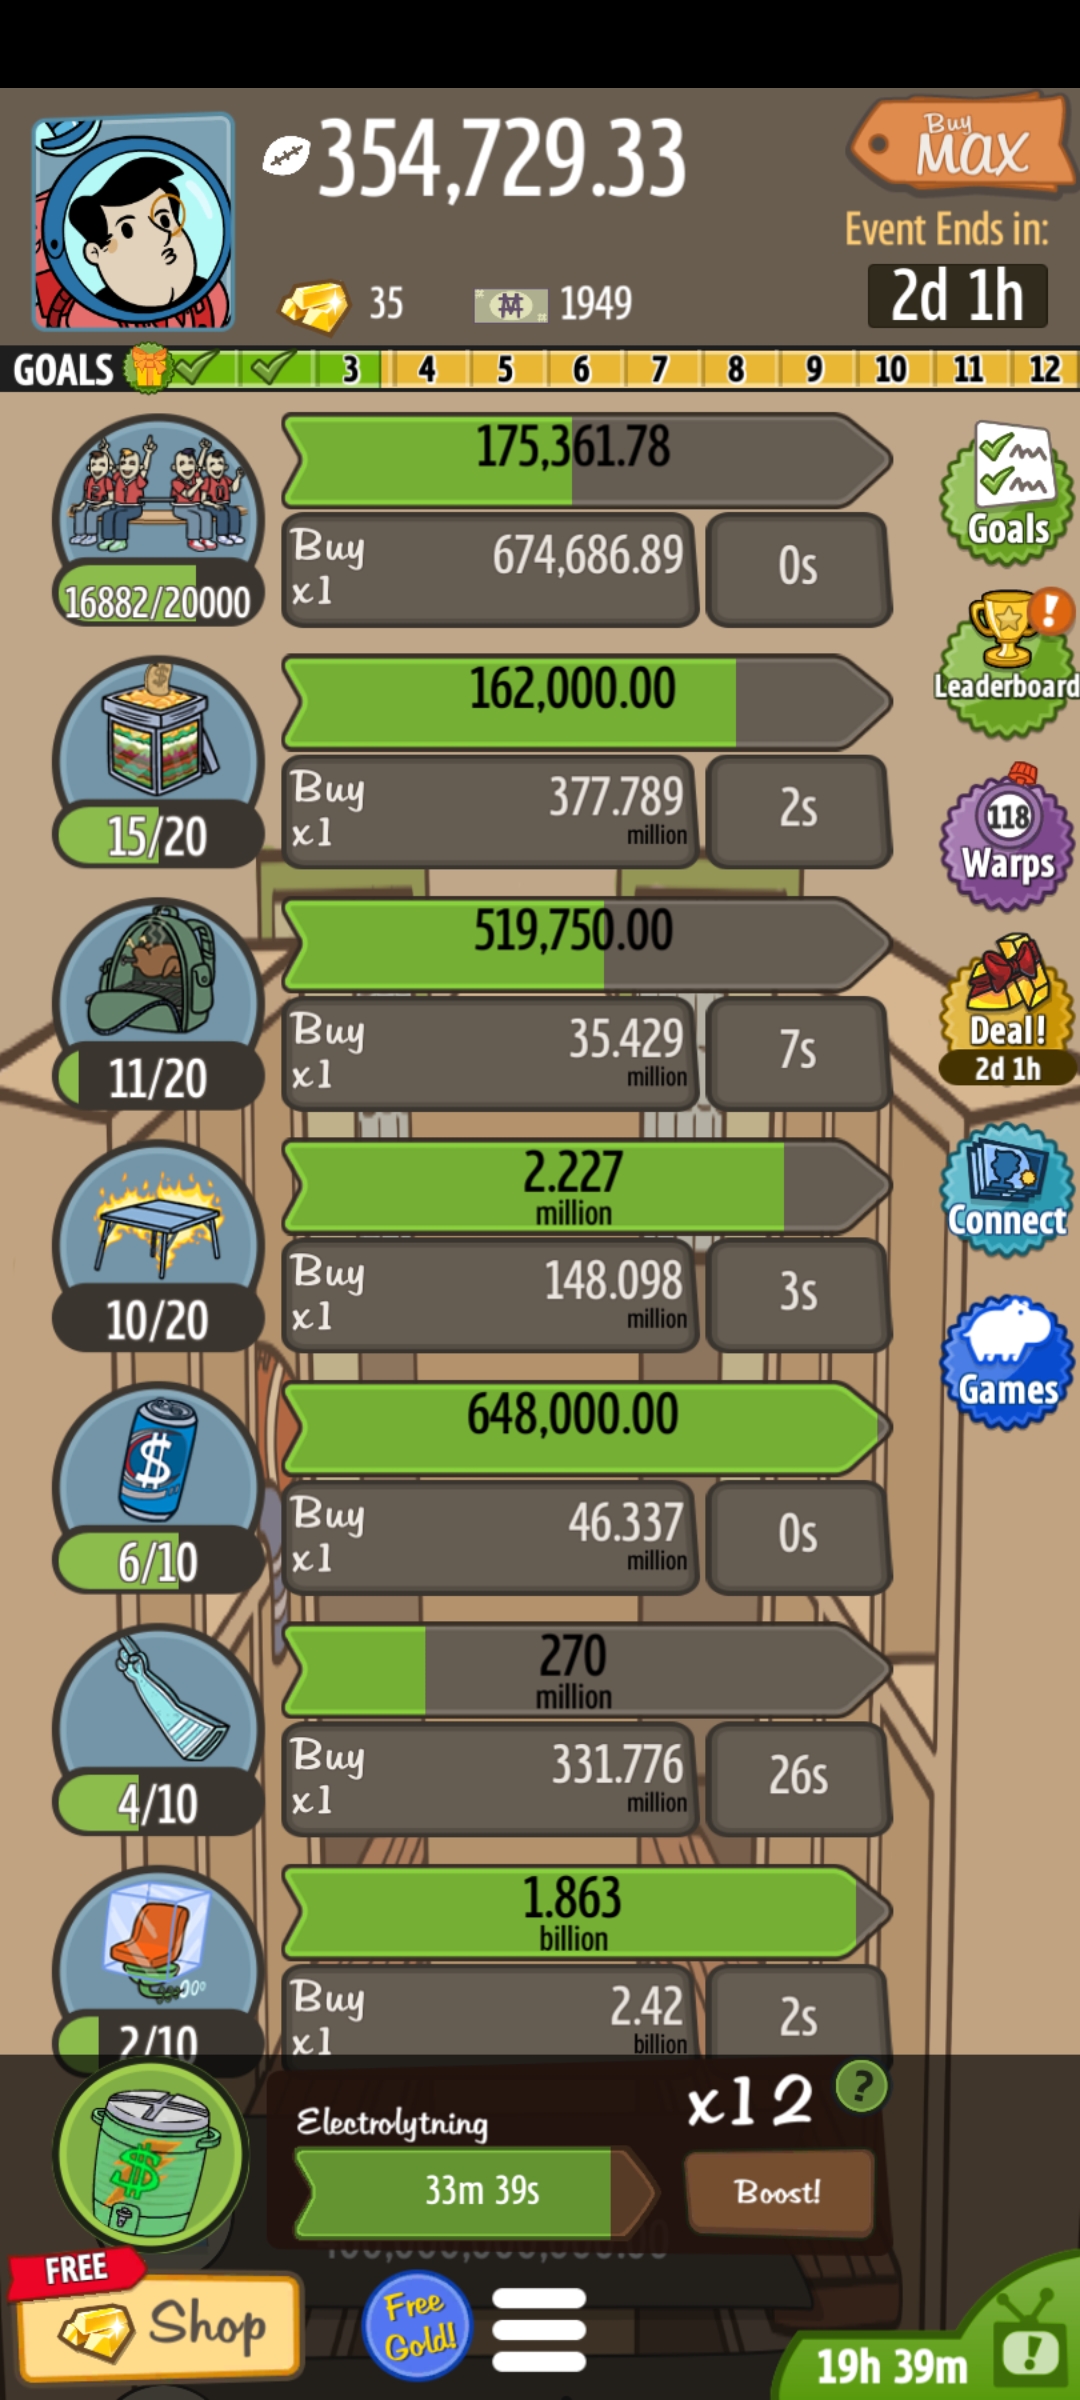 354,729.33
Buy
MAX
Event Ends in:
35
1949
2d 1h
GOALS 3 4 5 6 7 8 9 10 11 12
175,361.78
Buy
x1
674,686.89
0s
16882/20000
Goals
162,000.00
Buy
x1
377.789
million
2s
15/20
Leaderboard
118
Warps
519,750.00
Buy
x1
35.429
million
7s
11/20
Deal!
2d 1h
2.227
million
Buy
x1
148.098
million
3s
10/20
Connect
648,000.00
Buy
x1
46.337
million
0s
6/10
Games
270
million
Buy
x1
331.776
million
26s
4/10
1.863
billion
Buy
x1
2.42
billion
2s
2/10
Electrolytning
x12
?
33m 39s
Boost!
FREE
Shop
Free
Gold!
19h 39m